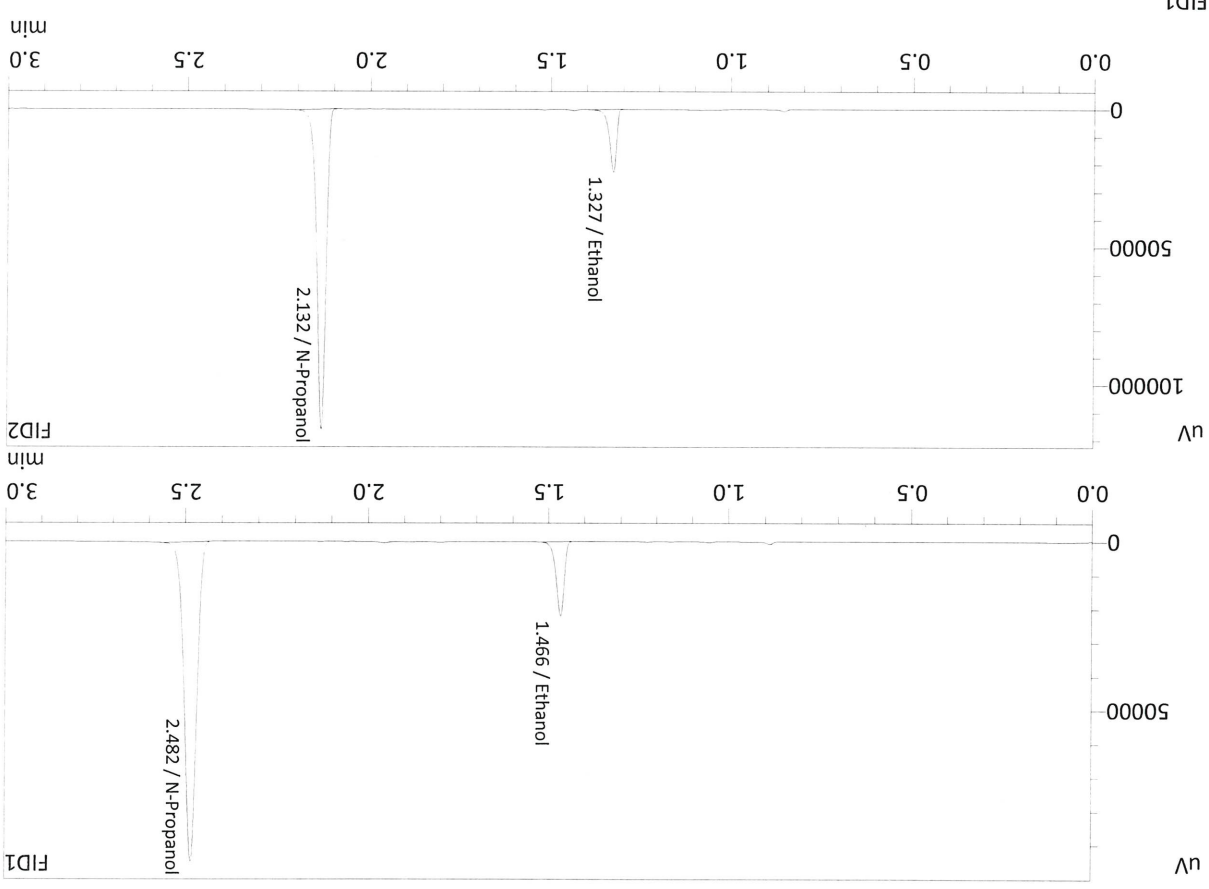 uV
FID1
2.482 / N-Propanol
50000
1.466 / Ethanol
0
0.0 0.5 1.0 1.5 2.0 2.5 3.0
min
uV
FID2
100000
2.132 / N-Propanol
50000
1.327 / Ethanol
0
0.0 0.5 1.0 1.5 2.0 2.5 3.0
min
FID1